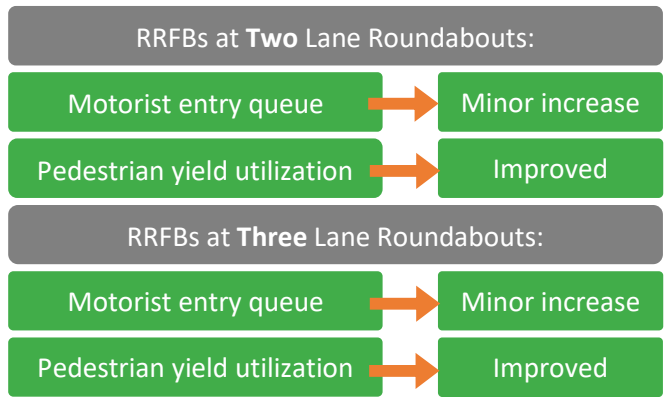 RRFBs at Two Lane Roundabouts:
Motorist entry queue Minor increase
Pedestrian yield utilization Improved
RRFBs at Three Lane Roundabouts:
Motorist entry queue Minor increase
Pedestrian yield utilization Improved